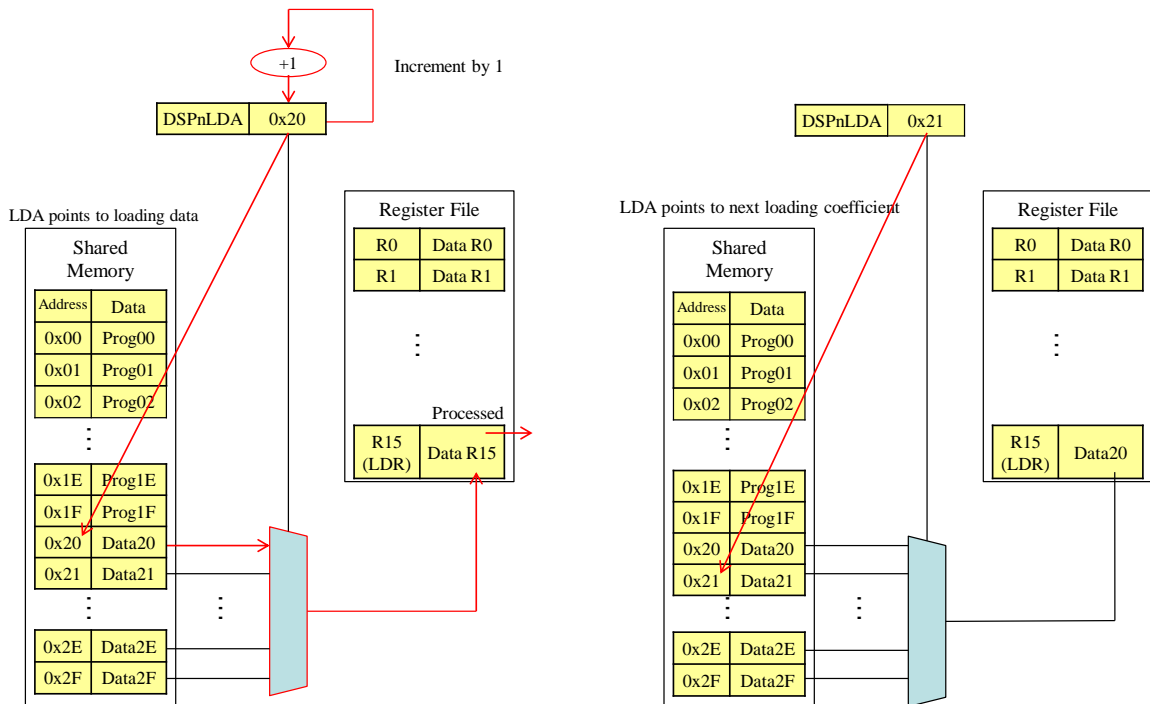 +1
Increment by 1
DSPnLDA 0x20
LDA points to loading data
Shared
Memory
Address Data
0x00 Prog00
0x01 Prog01
0x02 Prog02
⋮
0x1E Prog1E
0x1F Prog1F
0x20 Data20
0x21 Data21
⋮ ⋮
0x2E Data2E
0x2F Data2F
Register File
R0 Data R0
R1 Data R1
⋮
Processed
R15
(LDR) Data R15
DSPnLDA 0x21
LDA points to next loading coefficient
Shared
Memory
Address Data
0x00 Prog00
0x01 Prog01
0x02 Prog02
⋮
0x1E Prog1E
0x1F Prog1F
0x20 Data20
0x21 Data21
⋮ ⋮
0x2E Data2E
0x2F Data2F
Register File
R0 Data R0
R1 Data R1
⋮
R15
(LDR) Data20